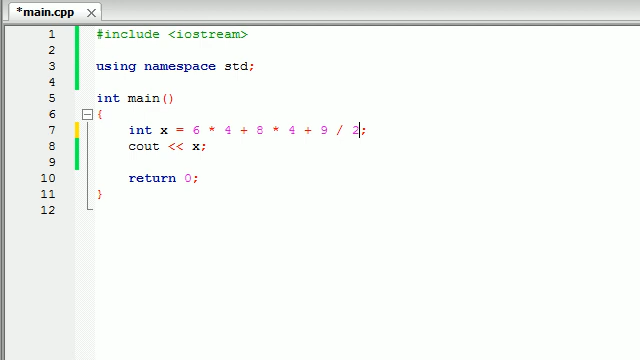 *main.cpp
1 #include <iostream>
2
3 using namespace std;
4
5 int main()
6 {
7 int x = 6 * 4 + 8 * 4 + 9 / 2;
8 cout << x;
9
10 return 0;
11 }
12